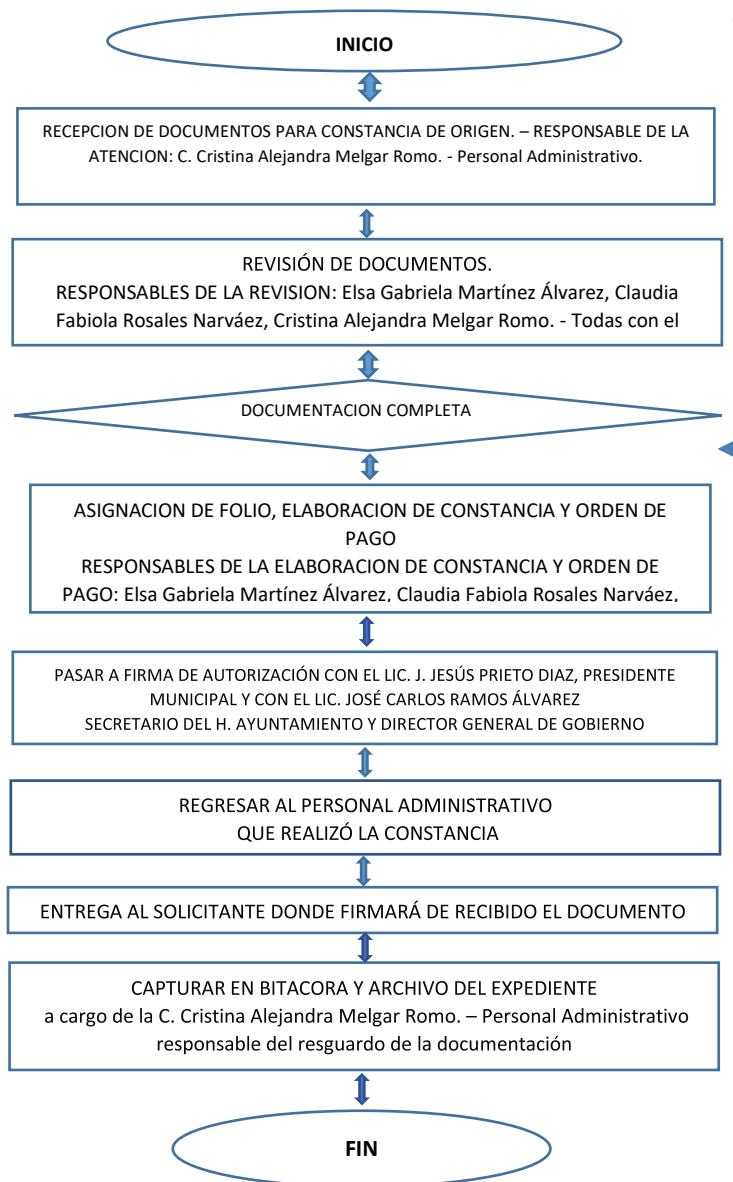 INICIO
RECEPCION DE DOCUMENTOS PARA CONSTANCIA DE ORIGEN. – RESPONSABLE DE LA
ATENCION: C. Cristina Alejandra Melgar Romo. - Personal Administrativo.
REVISIÓN DE DOCUMENTOS.
RESPONSABLES DE LA REVISION: Elsa Gabriela Martínez Álvarez, Claudia
Fabiola Rosales Narváez, Cristina Alejandra Melgar Romo. - Todas con el
DOCUMENTACION COMPLETA
ASIGNACION DE FOLIO, ELABORACION DE CONSTANCIA Y ORDEN DE
PAGO
RESPONSABLES DE LA ELABORACION DE CONSTANCIA Y ORDEN DE
PAGO: Elsa Gabriela Martínez Álvarez, Claudia Fabiola Rosales Narváez,
PASAR A FIRMA DE AUTORIZACIÓN CON EL LIC. J. JESÚS PRIETO DIAZ, PRESIDENTE
MUNICIPAL Y CON EL LIC. JOSÉ CARLOS RAMOS ÁLVAREZ
SECRETARIO DEL H. AYUNTAMIENTO Y DIRECTOR GENERAL DE GOBIERNO
REGRESAR AL PERSONAL ADMINISTRATIVO
QUE REALIZÓ LA CONSTANCIA
ENTREGA AL SOLICITANTE DONDE FIRMARÁ DE RECIBIDO EL DOCUMENTO
CAPTURAR EN BITACORA Y ARCHIVO DEL EXPEDIENTE
a cargo de la C. Cristina Alejandra Melgar Romo. – Personal Administrativo
responsable del resguardo de la documentación
FIN